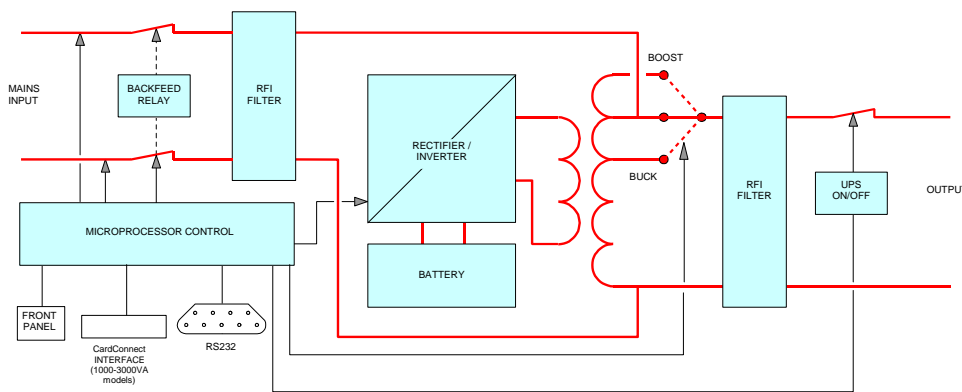 MAINS
INPUT
BACKFEED
RELAY
RFI
FILTER
RECTIFIER /
INVERTER
BATTERY
BOOST
BUCK
RFI
FILTER
UPS
ON/OFF
OUTPU
MICROPROCESSOR CONTROL
FRONT
PANEL
CardConnect
INTERFACE
(1000-3000VA
models)
RS232